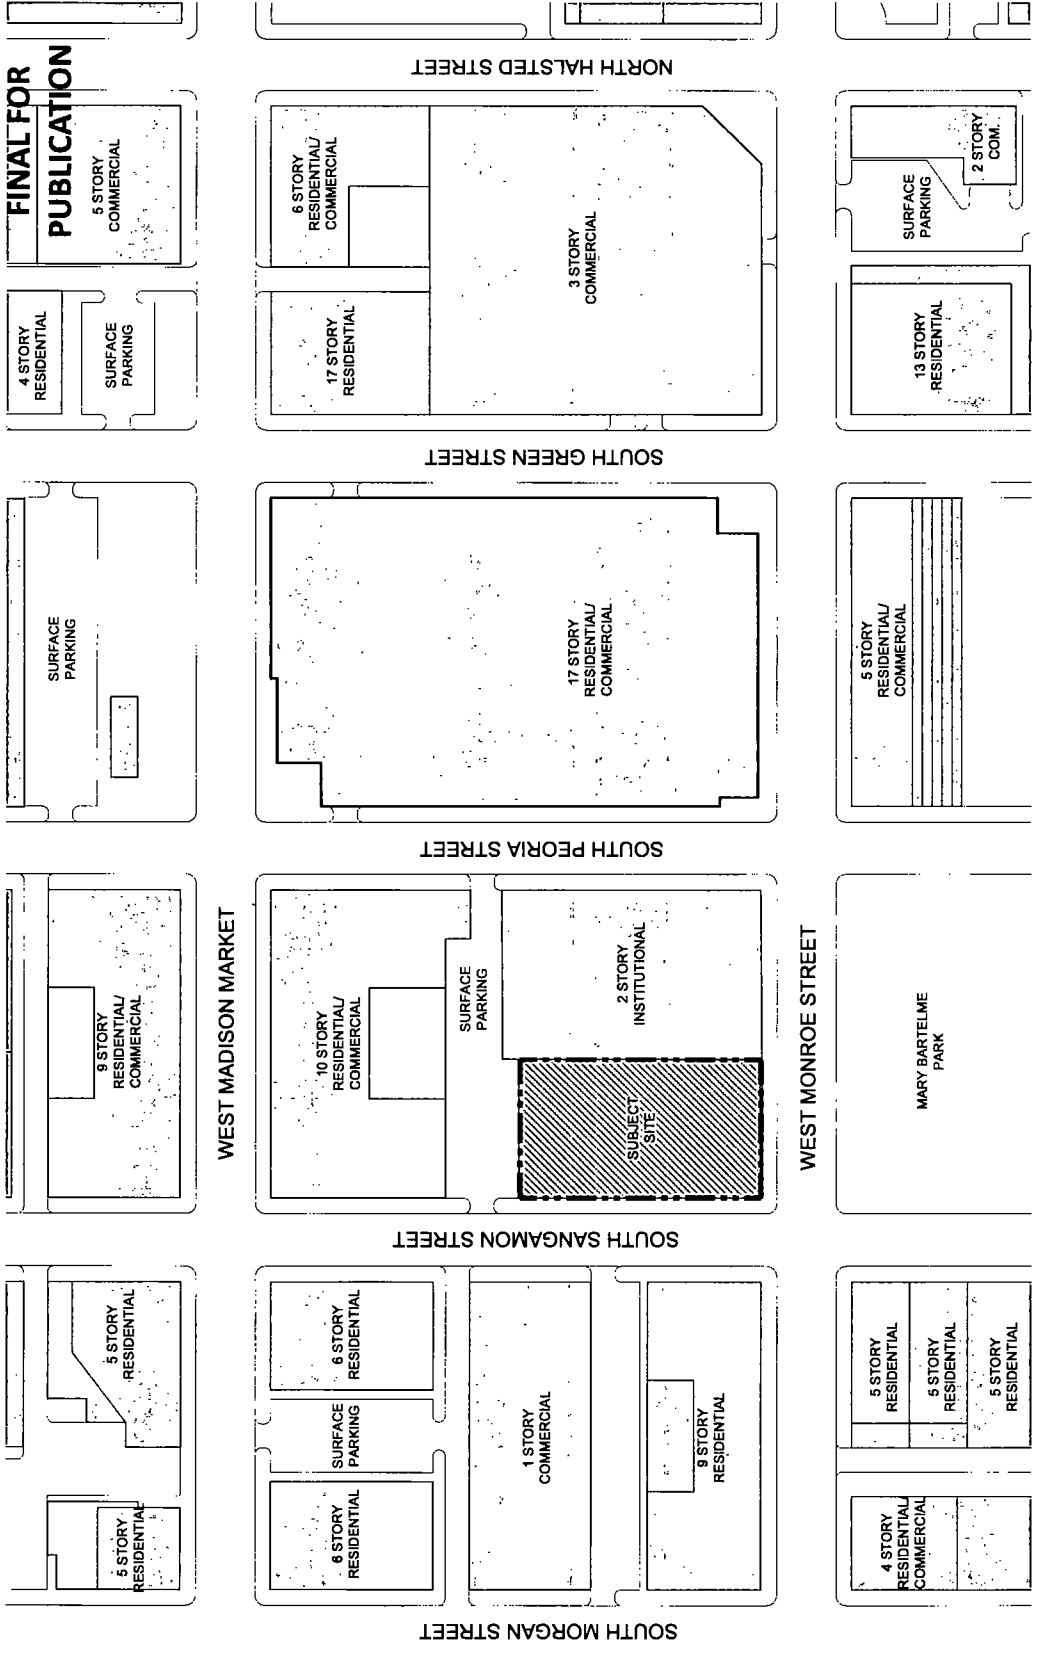 FINAL FOR
PUBLICATION
NORTH HALSTED STREET
5 STORY
COMMERCIAL
6 STORY
RESIDENTIAL/
COMMERCIAL
3 STORY
COMMERCIAL
SURFACE
PARKING
2 STORY
COM.
4 STORY
RESIDENTIAL
SURFACE
PARKING
17 STORY
RESIDENTIAL
13 STORY
RESIDENTIAL
SOUTH GREEN STREET
SURFACE
PARKING
17 STORY
RESIDENTIAL/
COMMERCIAL
5 STORY
RESIDENTIAL/
COMMERCIAL
SOUTH PEORIA STREET
9 STORY
RESIDENTIAL/
COMMERCIAL
WEST MADISON MARKET
10 STORY
RESIDENTIAL/
COMMERCIAL
SURFACE
PARKING
2 STORY
INSTITUTIONAL
SUBJECT
SITE
WEST MONROE STREET
MARY BARTELME
PARK
SOUTH SANGAMON STREET
5 STORY
RESIDENTIAL
6 STORY
RESIDENTIAL
SURFACE
PARKING
1 STORY
COMMERCIAL
9 STORY
RESIDENTIAL
5 STORY
RESIDENTIAL
5 STORY
RESIDENTIAL
5 STORY
RESIDENTIAL
5 STORY
RESIDENTIAL
6 STORY
RESIDENTIAL
4 STORY
RESIDENTIAL/
COMMERCIAL
SOUTH MORGAN STREET